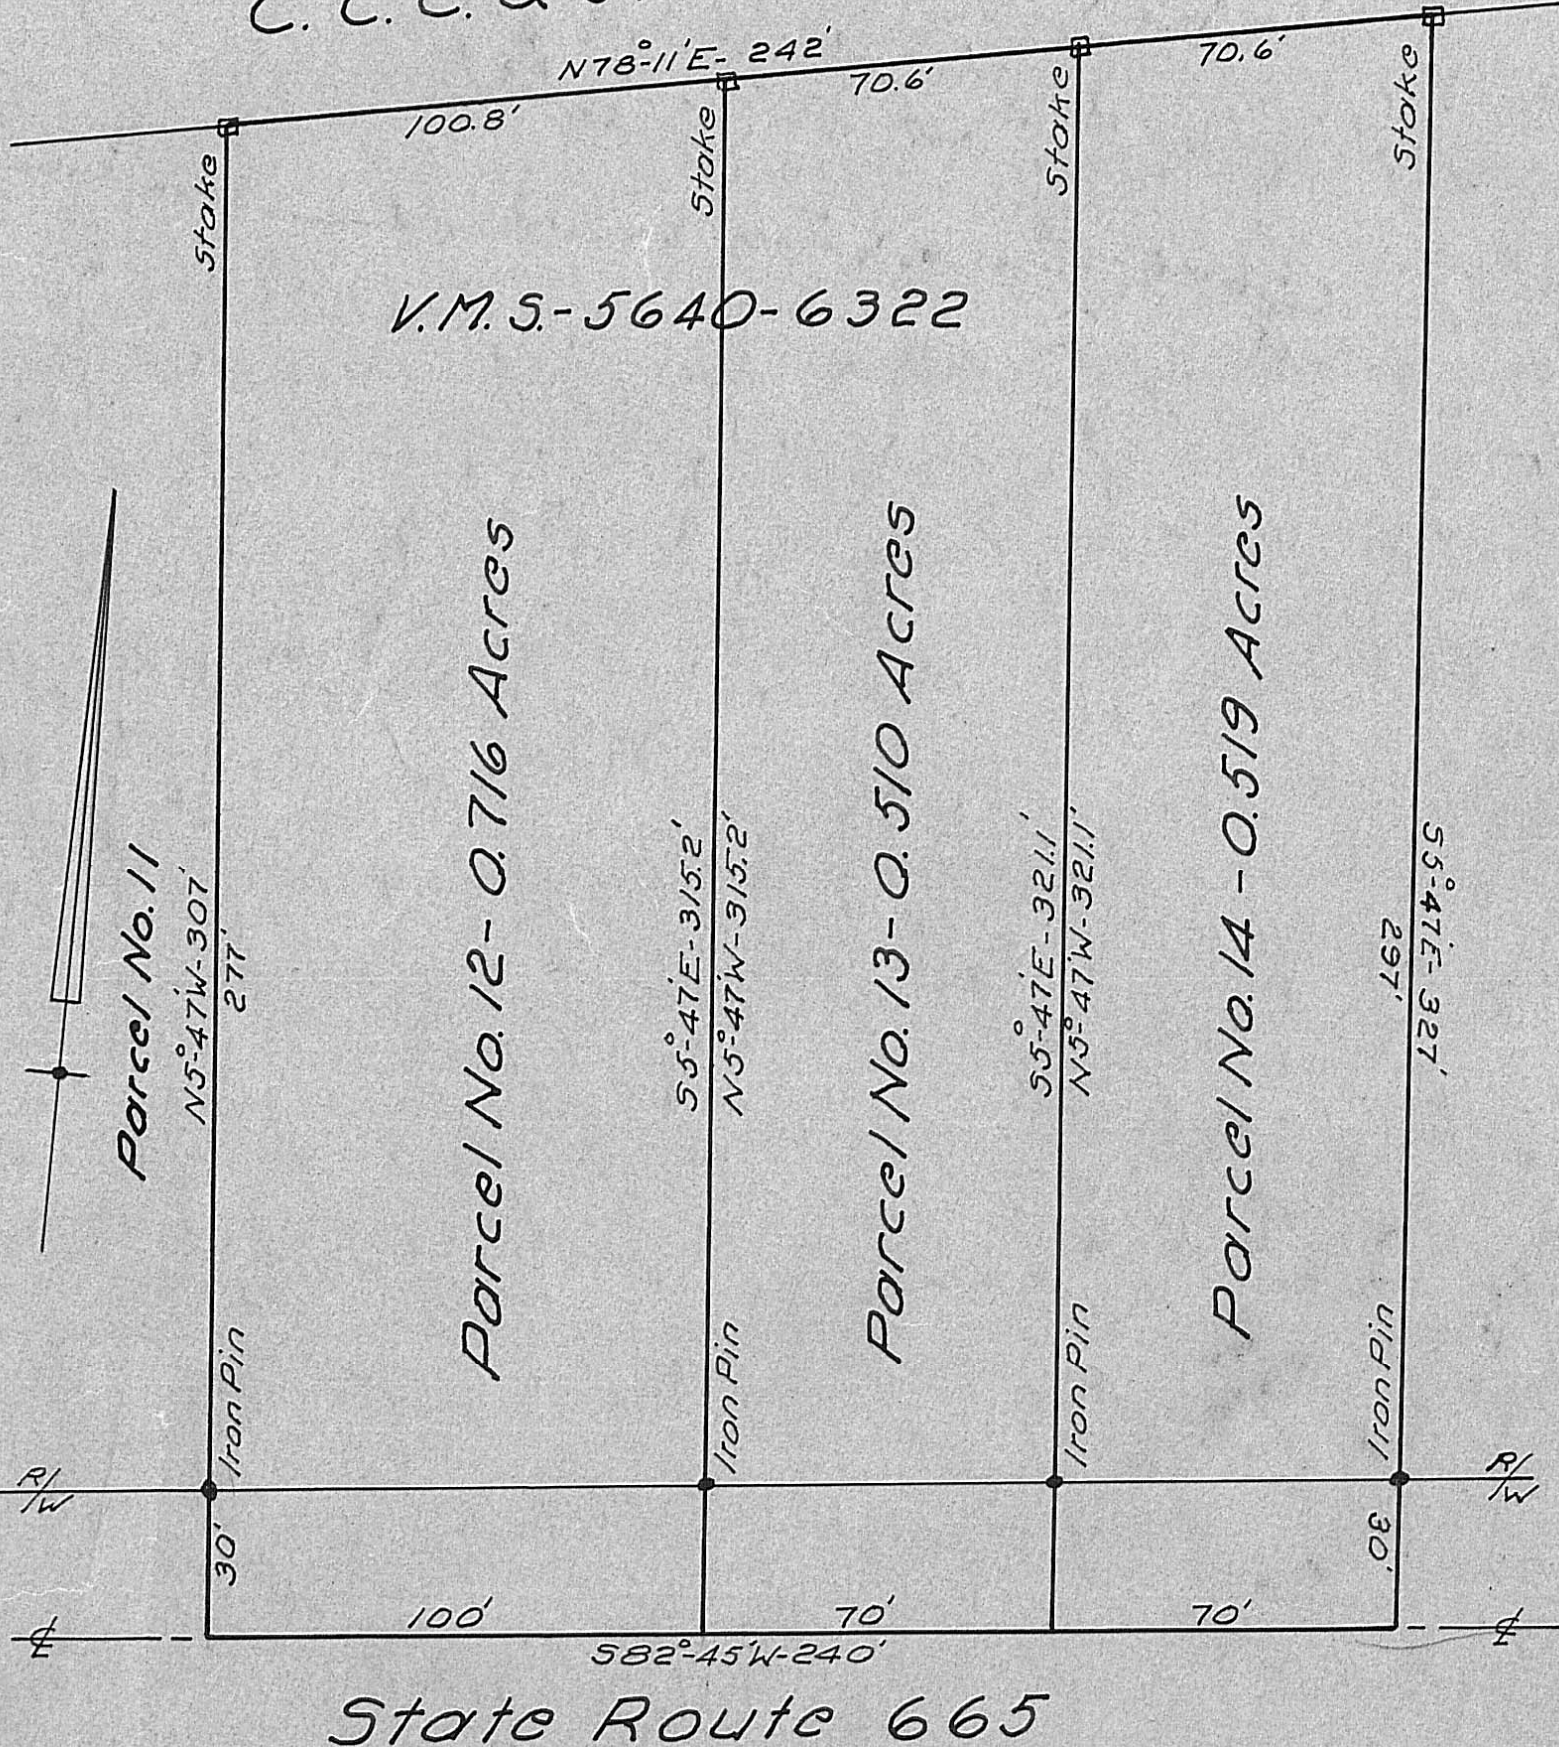 C. C. C. &
N78°-11'E- 242'
100.8'
70.6'
70.6'
Stake
Stake
Stake
Stake
V.M.S.-5640-6322
Parcel No. 11
N5°-47'W-307'
277'
Parcel No. 12- 0.716 Acres
S5°-47'E-315.2'
N5°-47'W-315.2'
Parcel No. 13- 0.510 Acres
S5°-47'E-321.1'
N5°-47'W-321.1'
Parcel No. 14 - 0.519 Acres
297'
S5°-47'E- 327'
Iron Pin
Iron Pin
Iron Pin
Iron Pin
R/W
R/W
30'
30'
℄
100'
70'
70'
℄
S82°-45'W-240'
State Route 665